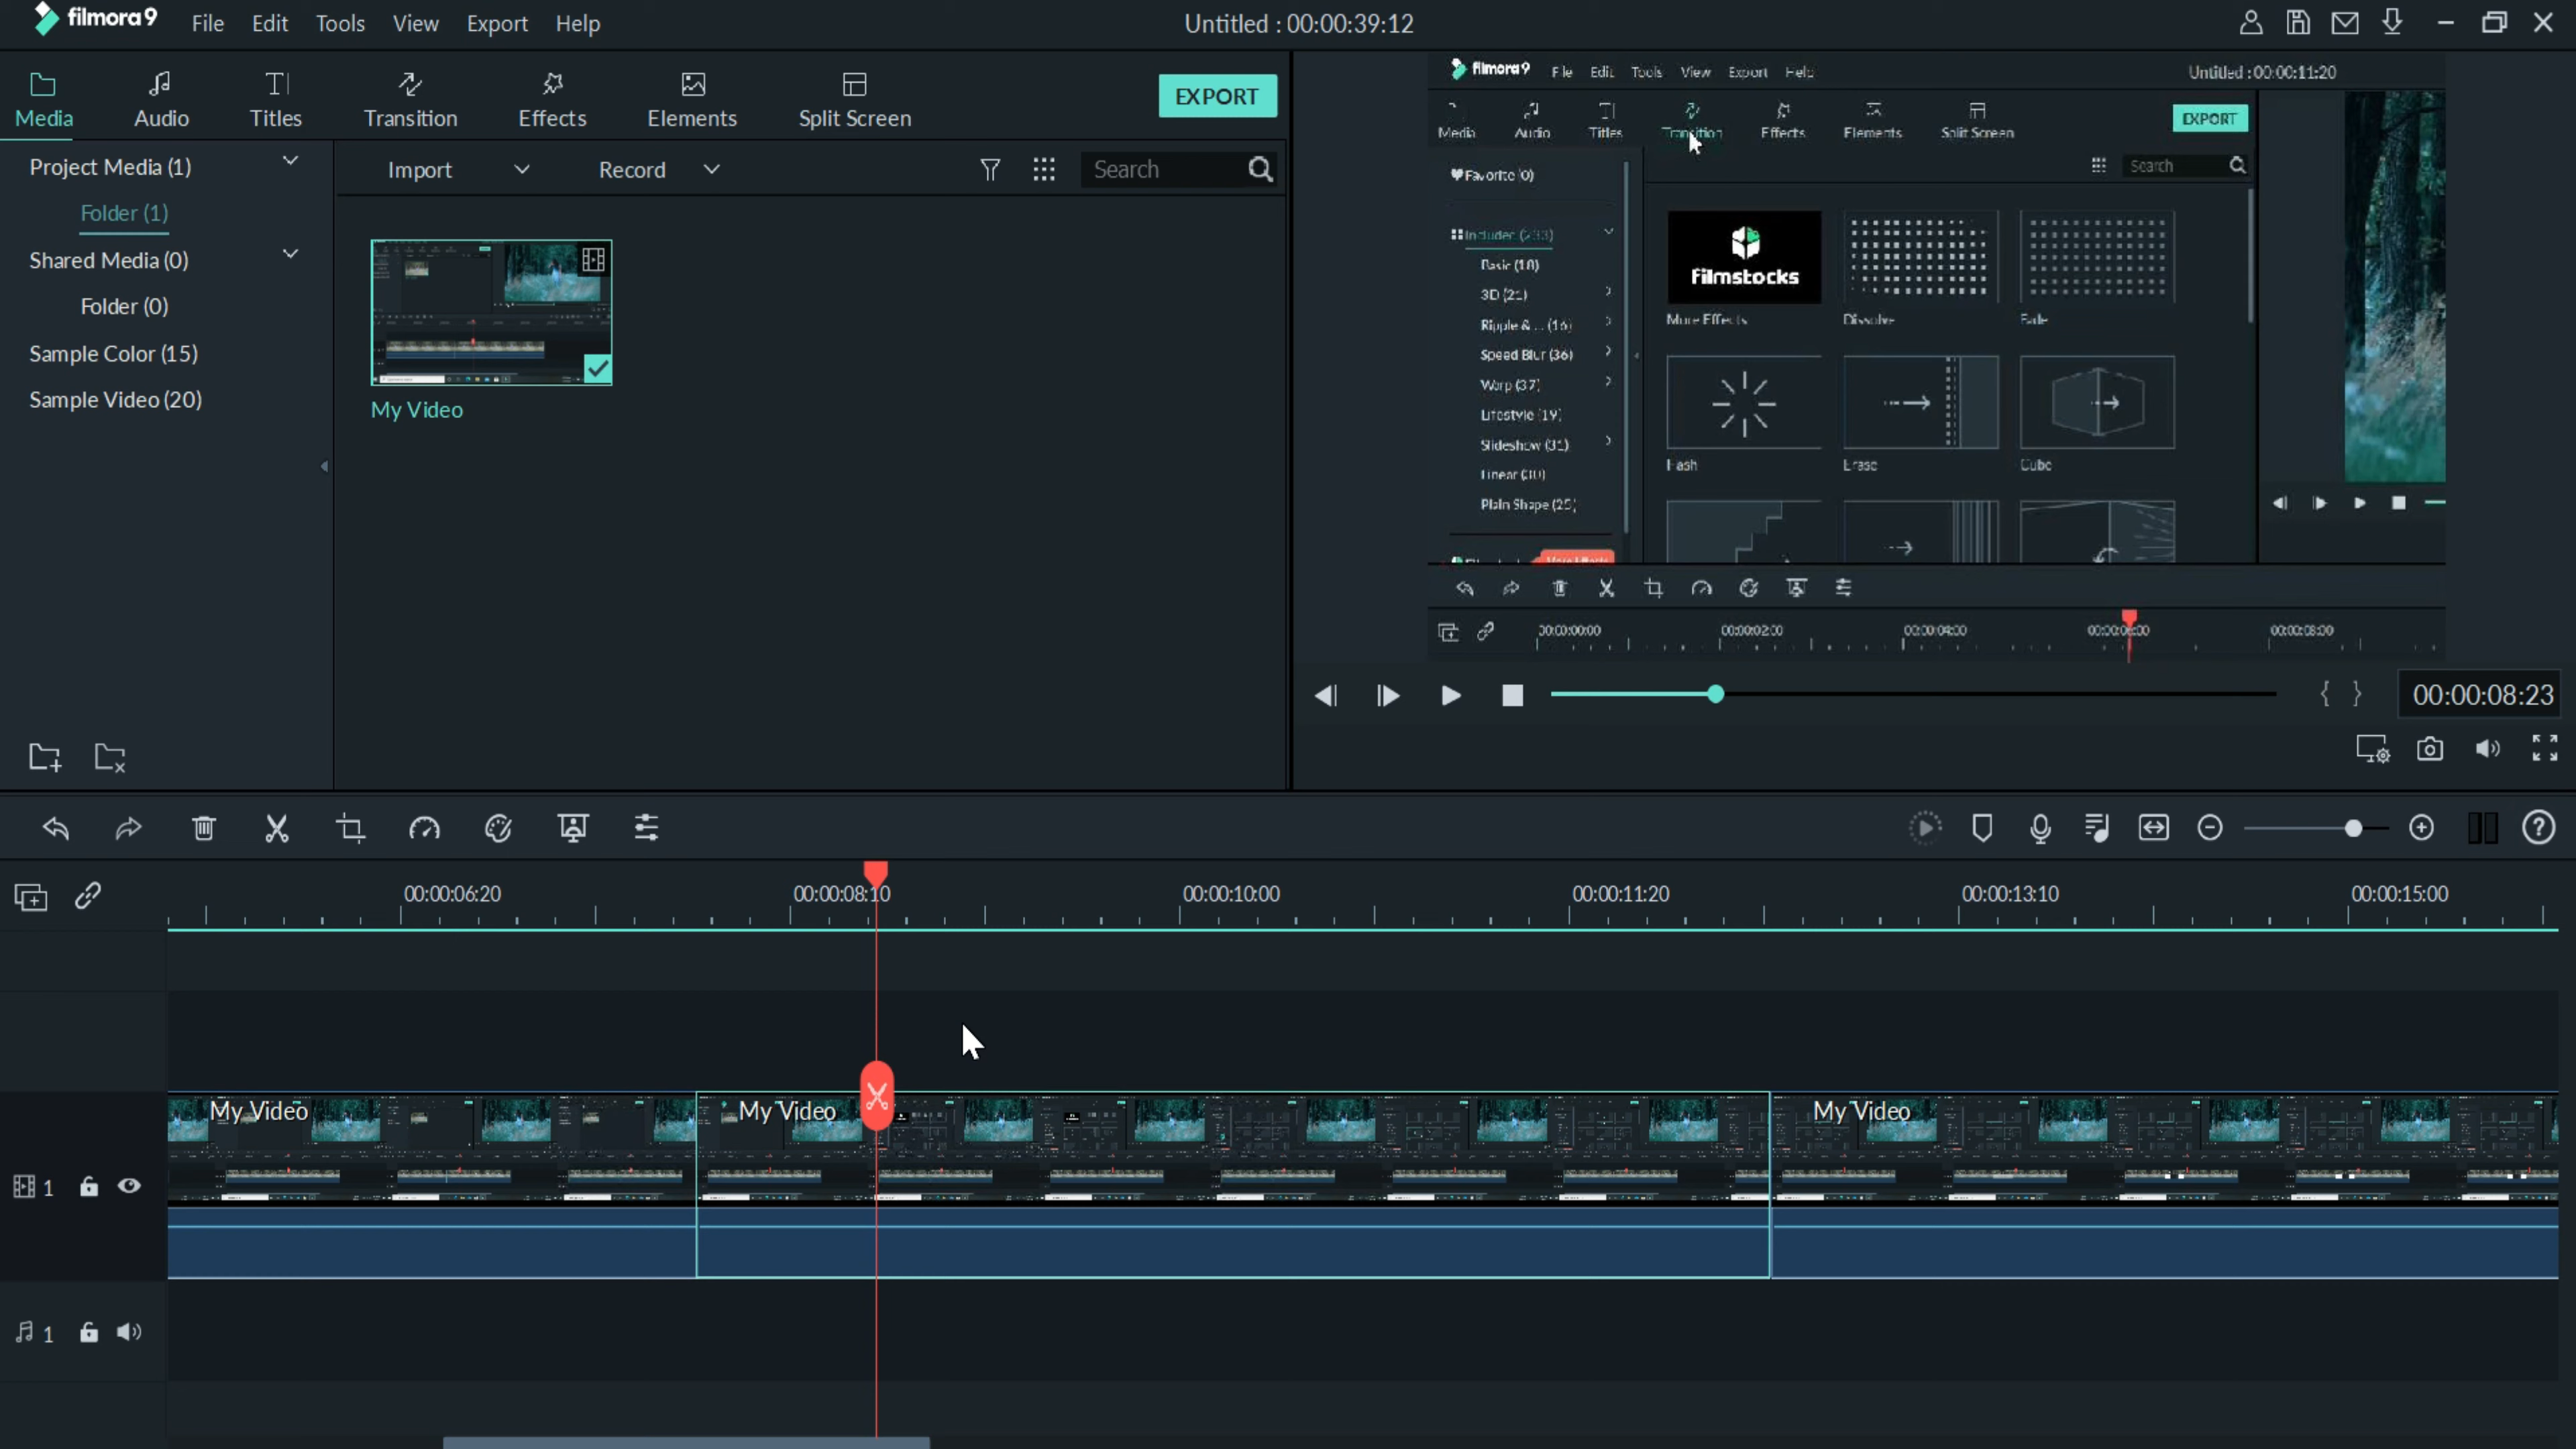 filmora9 File Edit Tools View Export Help Untitled : 00:00:39:12
Media Audio Titles Transition Effects Elements Split Screen EXPORT
Project Media (1) Import Record Search
Folder (1)
Shared Media (0)
Folder (0)
Sample Color (15)
Sample Video (20)
My Video
filmora9 File Edit Tools View Export Help Untitled : 00:00:11:20
Media Audio Titles Transition Effects Elements Split Screen EXPORT
Search
Favorite (0)
Included (233)
Basic (18)
3D (21)
Ripple & ... (16)
Speed Blur (36)
Warp (37)
Lifestyle (19)
Slideshow (31)
Linear (30)
Plain Shape (25)
filmstocks
More Effects Dissolve Fade
Erase Cube
More Effects
00:00:00:00 00:00:02:00 00:00:04:00 00:00:06:00 00:00:08:00
00:00:08:23
00:00:06:20 00:00:08:10 00:00:10:00 00:00:11:20 00:00:13:10 00:00:15:00
My Video My Video My Video
1
1